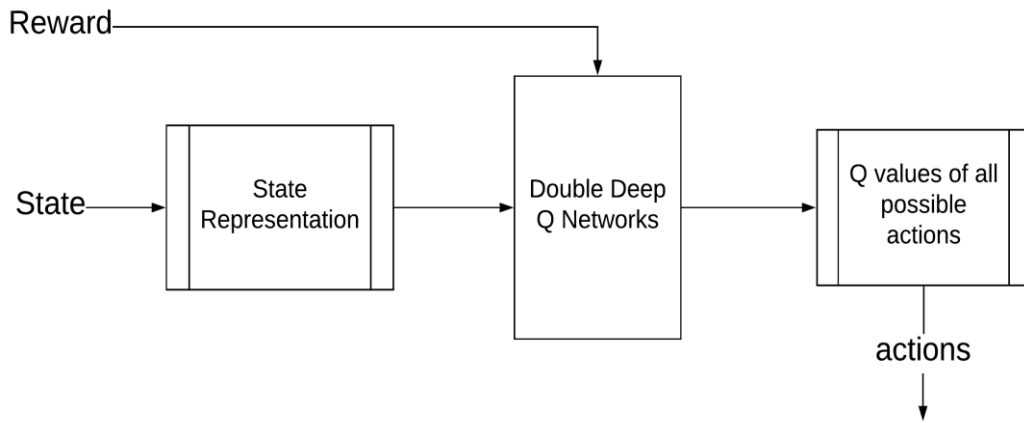 Reward
State
State
Representation
Double Deep
Q Networks
Q values of all
possible
actions
actions